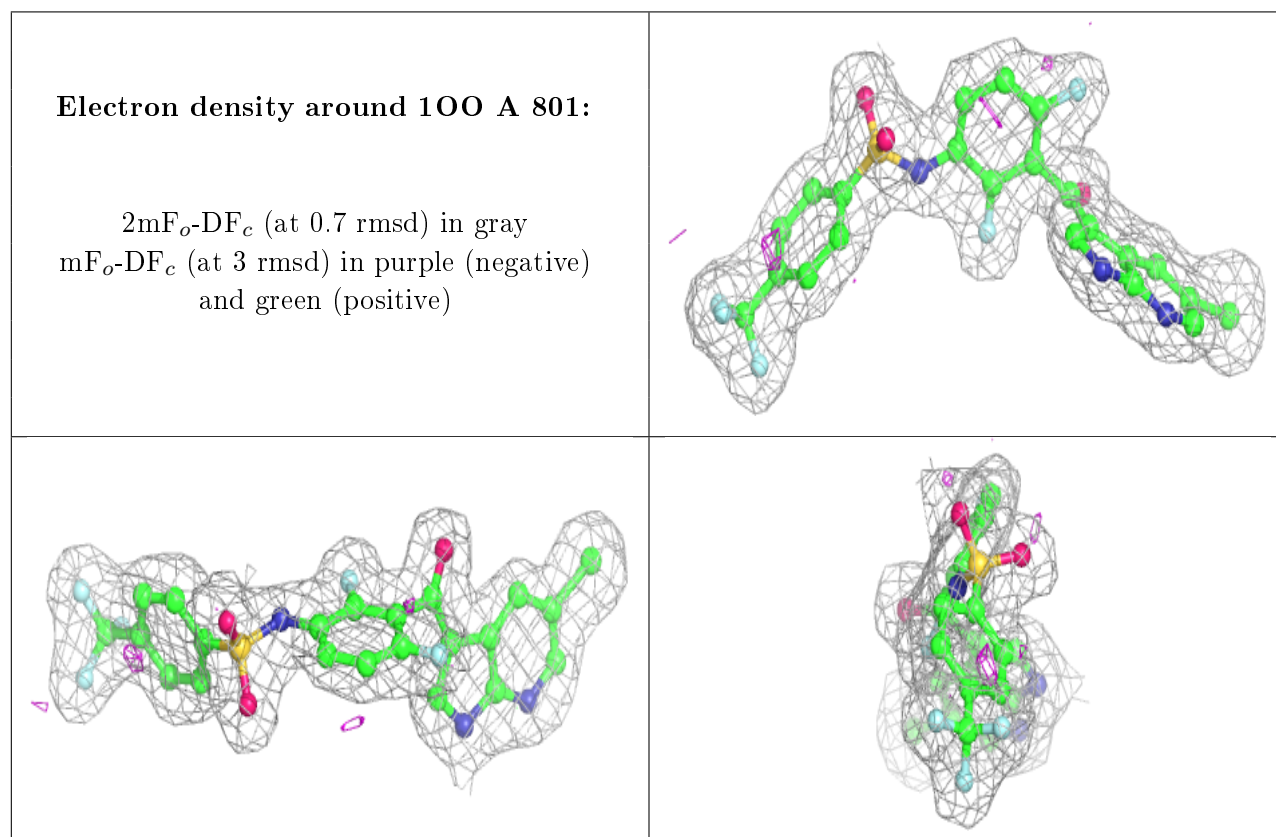 Electron density around 1OO A 801:
2mFo-DFc (at 0.7 rmsd) in gray
mFo-DFc (at 3 rmsd) in purple (negative)
and green (positive)